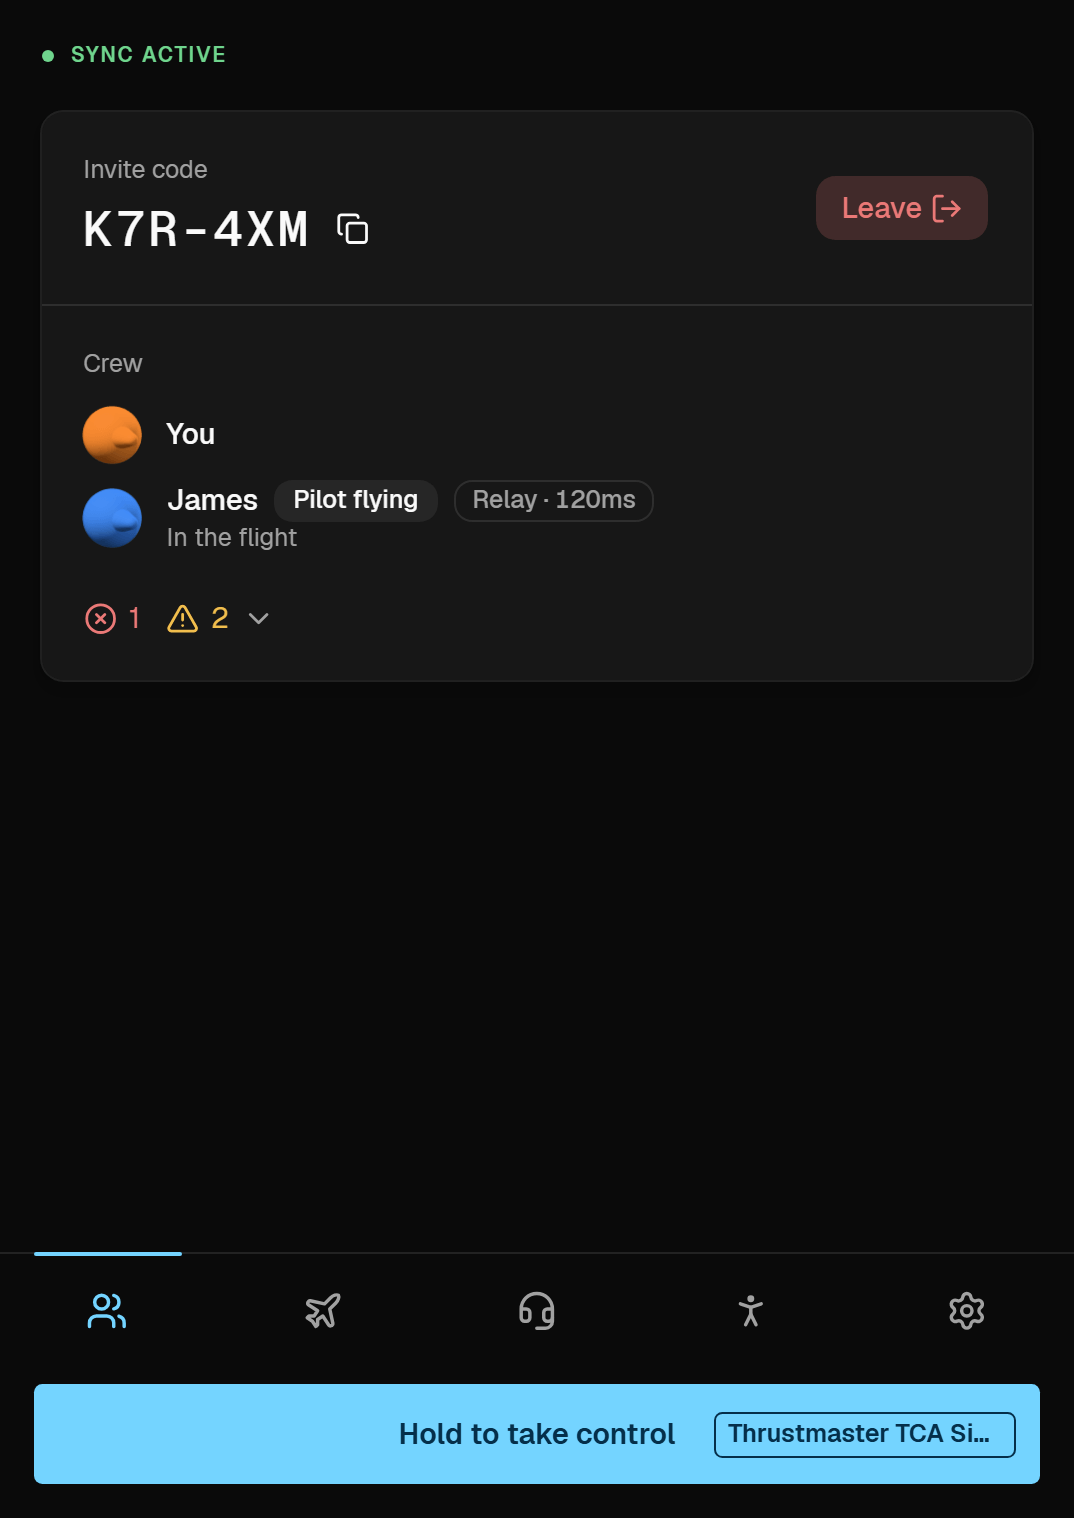 SYNC ACTIVE
Invite code
K7R-4XM
Leave
Crew
You
James Pilot flying Relay · 120ms
In the flight
1 2
Hold to take control Thrustmaster TCA Si...